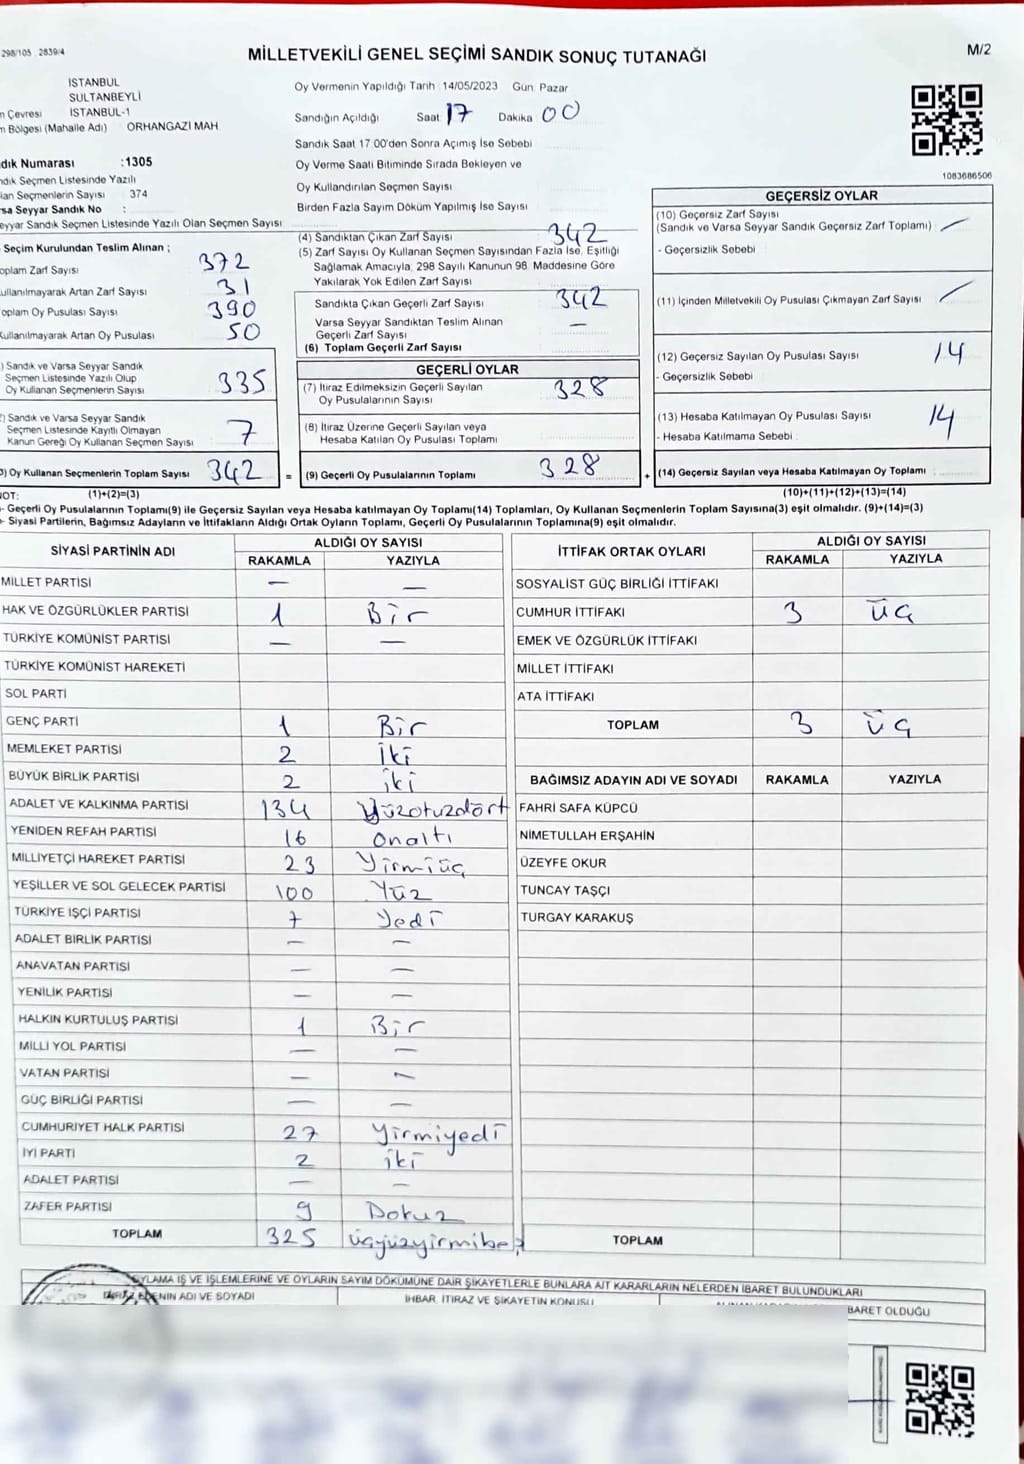 298/105 . 2839/4
MİLLETVEKİLİ GENEL SEÇİMİ SANDIK SONUÇ TUTANAĞI
M/2
İSTANBUL
SULTANBEYLİ
n Çevresi İSTANBUL-1
n Bölgesi (Mahalle Adı) ORHANGAZİ MAH
dık Numarası :1305
ndık Seçmen Listesinde Yazılı
lan Seçmenlerin Sayısı : 374
rsa Seyyar Sandık No :
eyyar Sandık Seçmen Listesinde Yazılı Olan Seçmen Sayısı
Oy Vermenin Yapıldığı Tarih :14/05/2023 Gün: Pazar
Sandığın Açıldığı Saat 17 Dakika 00
Sandık Saat 17.00'den Sonra Açımış İse Sebebi
Oy Verme Saati Bitiminde Sırada Bekleyen ve
Oy Kullandırılan Seçmen Sayısı
Birden Fazla Sayım Döküm Yapılmış İse Sayısı
1083686506
Seçim Kurulundan Teslim Alınan ;
oplam Zarf Sayısı 372
ullanılmayarak Artan Zarf Sayısı 31
oplam Oy Pusulası Sayısı 390
ullanılmayarak Artan Oy Pusulası 50
) Sandık ve Varsa Seyyar Sandık
Seçmen Listesinde Yazılı Olup
Oy Kullanan Seçmenlerin Sayısı 335
) Sandık ve Varsa Seyyar Sandık
Seçmen Listesinde Kayıtlı Olmayan
Kanun Gereği Oy Kullanan Seçmen Sayısı 7
) Oy Kullanan Seçmenlerin Toplam Sayısı 342 =
(4) Sandıktan Çıkan Zarf Sayısı 342
(5) Zarf Sayısı Oy Kullanan Seçmen Sayısından Fazla İse, Eşitliği
Sağlamak Amacıyla, 298 Sayılı Kanunun 98. Maddesine Göre
Yakılarak Yok Edilen Zarf Sayısı
Sandıkta Çıkan Geçerli Zarf Sayısı 342
Varsa Seyyar Sandıktan Teslim Alınan
Geçerli Zarf Sayısı —
(6) Toplam Geçerli Zarf Sayısı
GEÇERLİ OYLAR
(7) İtiraz Edilmeksizin Geçerli Sayılan
Oy Pusulalarının Sayısı 328
(8) İtiraz Üzerine Geçerli Sayılan veya
Hesaba Katılan Oy Pusulası Toplamı
(9) Geçerli Oy Pusulalarının Toplamı 328 +
GEÇERSİZ OYLAR
(10) Geçersiz Zarf Sayısı
(Sandık ve Varsa Seyyar Sandık Geçersiz Zarf Toplamı) —
- Geçersizlik Sebebi
(11) İçinden Milletvekili Oy Pusulası Çıkmayan Zarf Sayısı —
(12) Geçersiz Sayılan Oy Pusulası Sayısı 14
- Geçersizlik Sebebi
(13) Hesaba Katılmayan Oy Pusulası Sayısı 14
- Hesaba Katılmama Sebebi :
(14) Geçersiz Sayılan veya Hesaba Katılmayan Oy Toplamı
NOT: (1)+(2)=(3)
(10)+(11)+(12)+(13)=(14)
- Geçerli Oy Pusulalarının Toplamı(9) ile Geçersiz Sayılan veya Hesaba katılmayan Oy Toplamı(14) Toplamları, Oy Kullanan Seçmenlerin Toplam Sayısına(3) eşit olmalıdır. (9)+(14)=(3)
- Siyasi Partilerin, Bağımsız Adayların ve İttifakların Aldığı Ortak Oyların Toplamı, Geçerli Oy Pusulalarının Toplamına(9) eşit olmalıdır.
SİYASİ PARTİNİN ADI ALDIĞI OY SAYISI
RAKAMLA YAZIYLA
MİLLET PARTİSİ — —
HAK VE ÖZGÜRLÜKLER PARTİSİ 1 Bir
TÜRKİYE KOMÜNİST PARTİSİ — —
TÜRKİYE KOMÜNİST HAREKETİ
SOL PARTİ
GENÇ PARTİ 1 Bir
MEMLEKET PARTİSİ 2 İki
BÜYÜK BİRLİK PARTİSİ 2 iki
ADALET VE KALKINMA PARTİSİ 134 Yüzotuzdört
YENİDEN REFAH PARTİSİ 16 onaltı
MİLLİYETÇİ HAREKET PARTİSİ 23 Yirmiüç
YEŞİLLER VE SOL GELECEK PARTİSİ 100 Yüz
TÜRKİYE İŞÇİ PARTİSİ 7 Yedi
ADALET BİRLİK PARTİSİ — —
ANAVATAN PARTİSİ — —
YENİLİK PARTİSİ — —
HALKIN KURTULUŞ PARTİSİ 1 Bir
MİLLİ YOL PARTİSİ — —
VATAN PARTİSİ — —
GÜÇ BİRLİĞİ PARTİSİ — —
CUMHURİYET HALK PARTİSİ 27 Yirmiyedi
İYİ PARTİ 2 iki
ADALET PARTİSİ — —
ZAFER PARTİSİ 9 Dokuz
TOPLAM 325 üçyüzyirmibeş
İTTİFAK ORTAK OYLARI ALDIĞI OY SAYISI
RAKAMLA YAZIYLA
SOSYALİST GÜÇ BİRLİĞİ İTTİFAKI
CUMHUR İTTİFAKI 3 üç
EMEK VE ÖZGÜRLÜK İTTİFAKI
MİLLET İTTİFAKI
ATA İTTİFAKI
TOPLAM 3 üç
BAĞIMSIZ ADAYIN ADI VE SOYADI RAKAMLA YAZIYLA
FAHRİ SAFA KÜPCÜ
NİMETULLAH ERŞAHİN
ÜZEYFE OKUR
TUNCAY TAŞÇI
TURGAY KARAKUŞ
TOPLAM
OYLAMA İŞ VE İŞLEMLERİNE VE OYLARIN SAYIM DÖKÜMÜNE DAİR ŞİKAYETLERLE BUNLARA AİT KARARLARIN NELERDEN İBARET BULUNDUKLARI
EDENİN ADI VE SOYADI İHBAR, İTİRAZ VE ŞİKAYETİN KONUSU BARET OLDUĞU